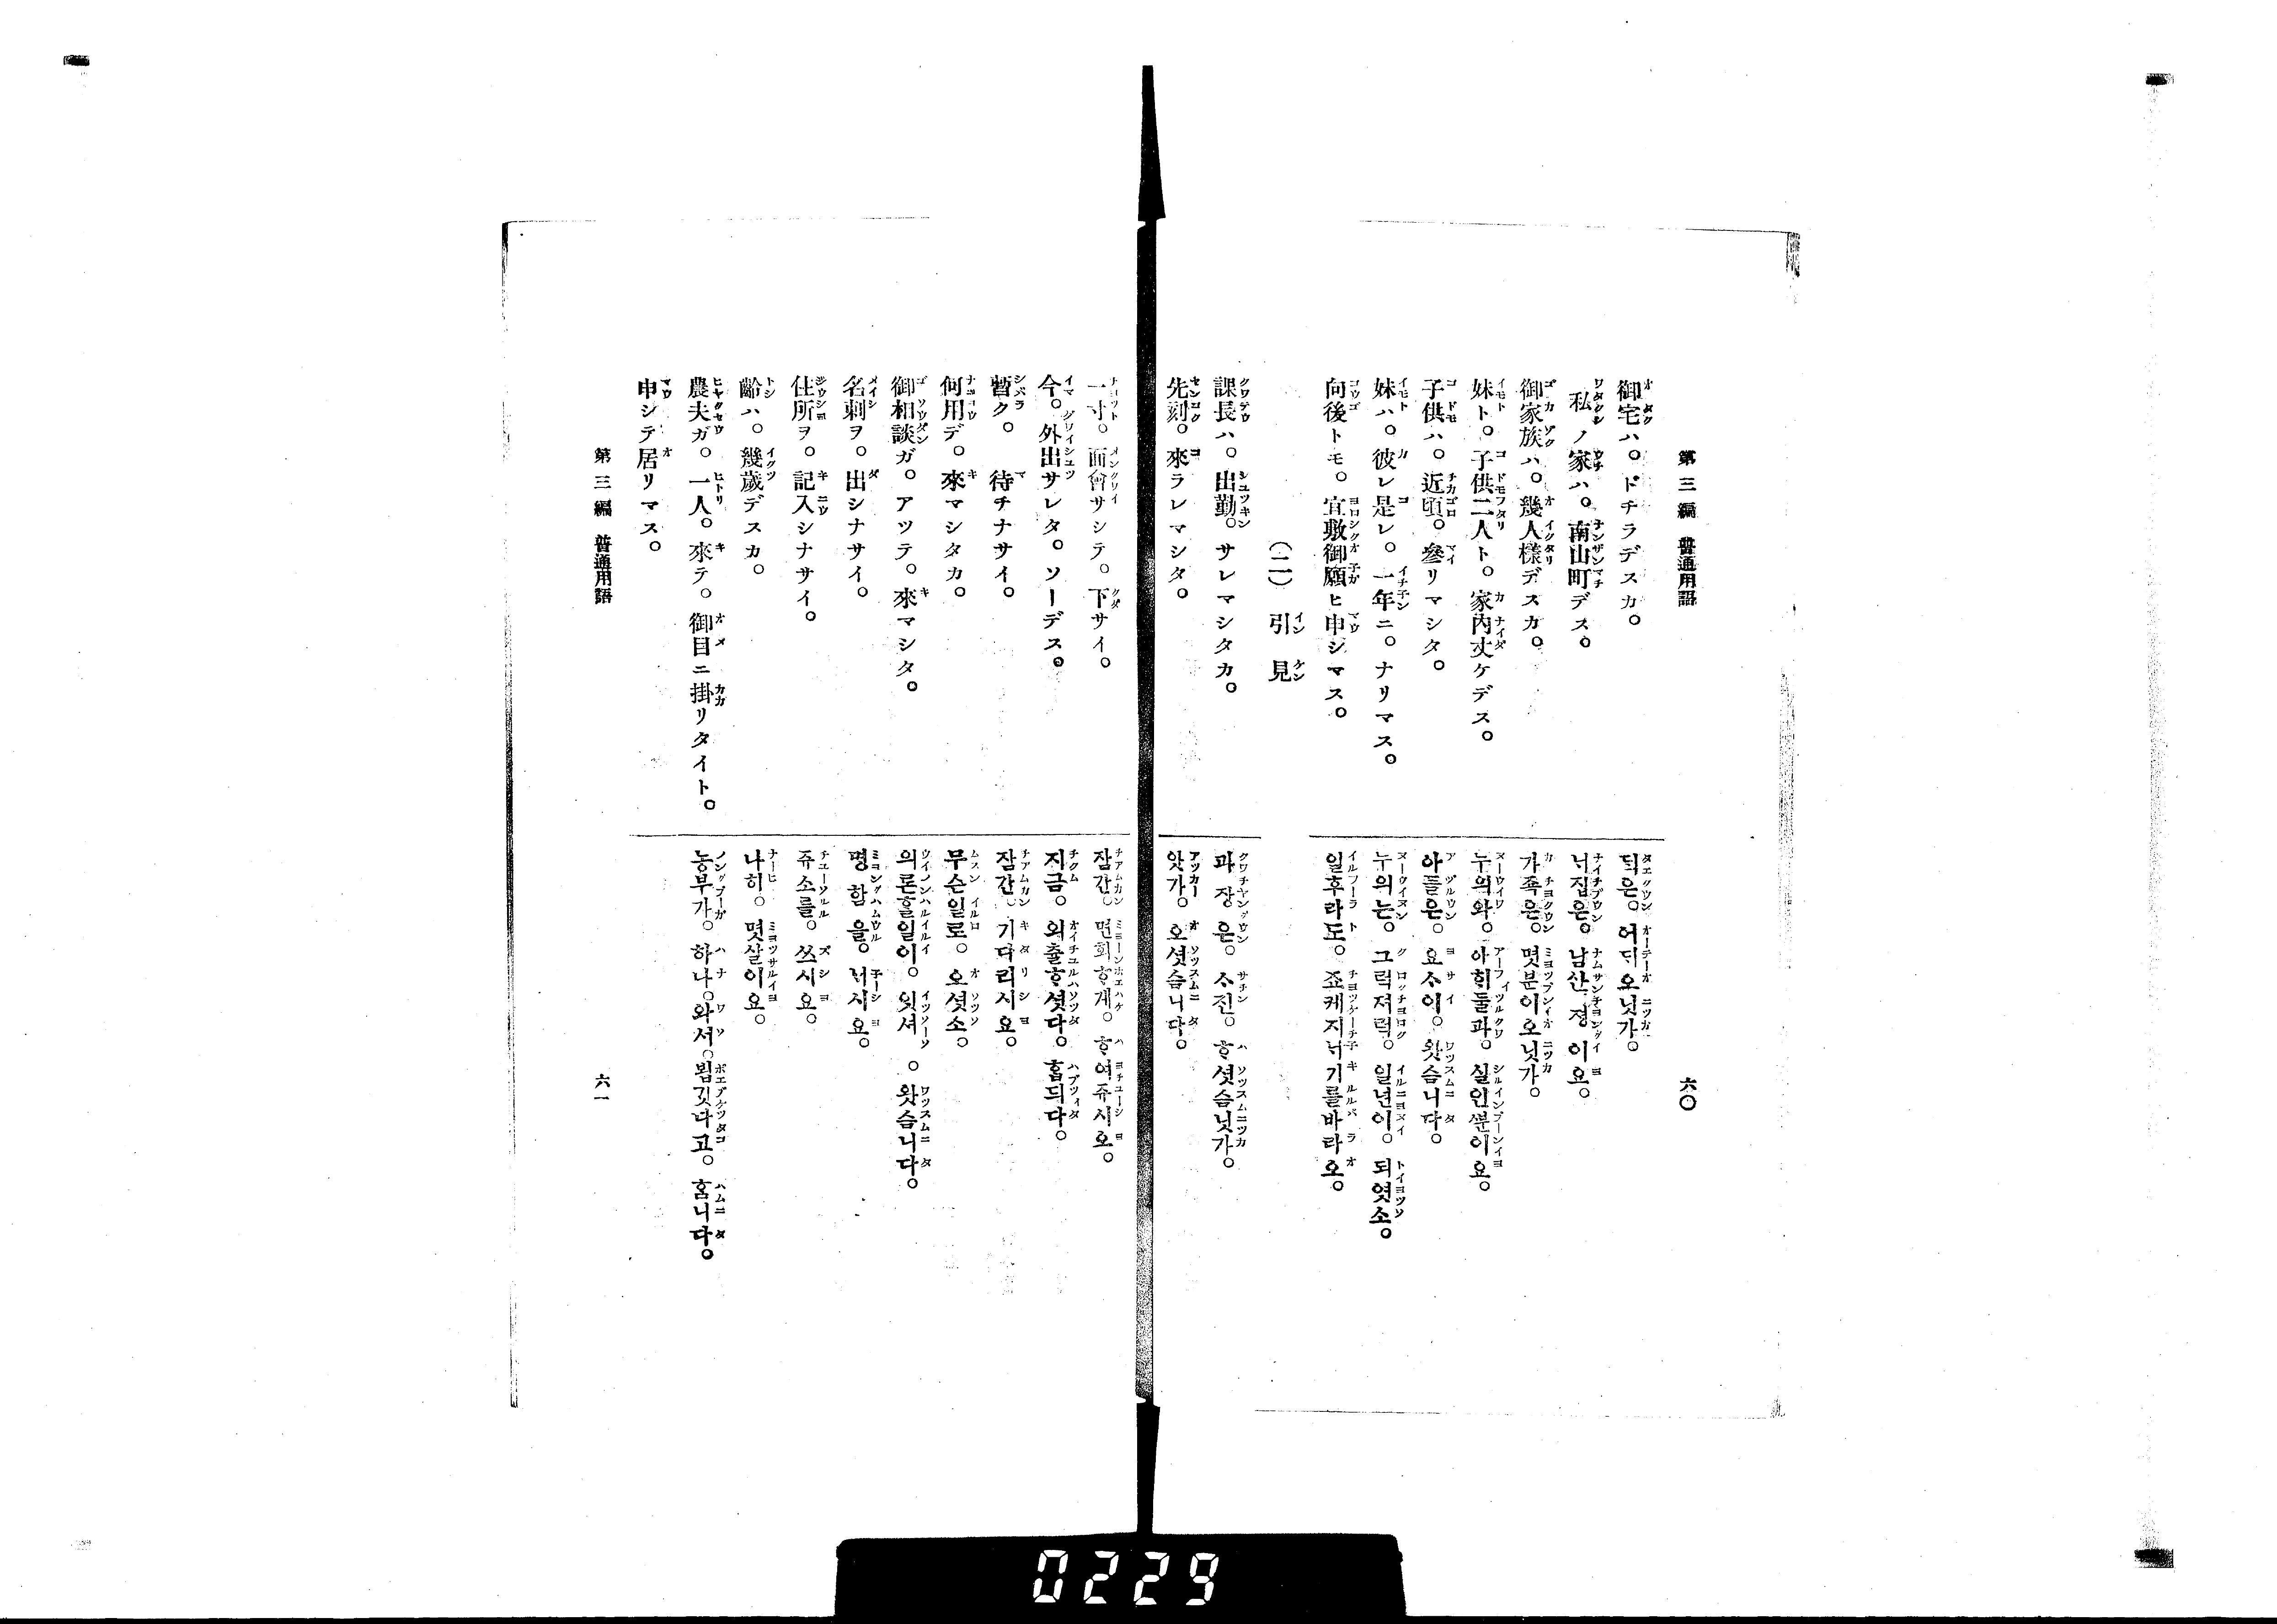 第三編 普通用語
六〇
御宅ハ。ドチラデスカ。
私ノ家ハ。南山町デス。
御家族ハ。幾人樣デスカ。
妹ト。子供二人ト。家內丈ケデス。
子供ハ。近頃。參リマシタ。
妹ハ。彼レ是レ。一年ニ。ナリマス。
向後トモ。宜敷御願ヒ申シマス。
(二) 引見
課長ハ。出勤。サレマシタカ。
先刻。來ラレマシタ。
딕은。어듸오닛가。
닉집은。남산졍이요。
가족은。몃분이오닛가。
누의와。아희둘과。실인뿐이요。
아들은。요ᄉᆞ이。왓슴니다。
누의는。그럭저럭。일년이。되엿소。
일후라도。죠케지닉기를바라오。
과장은。ᄉᆞ진。ᄒᆞ셧슴닛가。
앗가。오셧슴니다。
一寸。面會サシテ。下サイ。
今。外出サレタ。ソーデス。
暫ク。待チナサイ。
何用デ。來マシタカ。
御相談ガ。アツテ。來マシタ。
名刺ヲ。出シナサイ。
住所ヲ。記入シナサイ。
齡ハ。幾歲デスカ。
農夫ガ。一人。來テ。御目ニ掛リタイト。
申シテ居リマス。
잠간。면회ᄒᆞ게。ᄒᆞ여쥬시오。
지금。외출ᄒᆞ셧다。홉듸다。
잠간。기다리시요。
무슨일로。오셧소。
의론ᄒᆞᆯ일이。잇셔。왓슴니다。
명함을。닉시요。
쥬소를。쓰시요。
나히。몃살이요。
농부가。하나。와서。뵙깃다고。홈니다。
第三編 普通用語
六一
0229